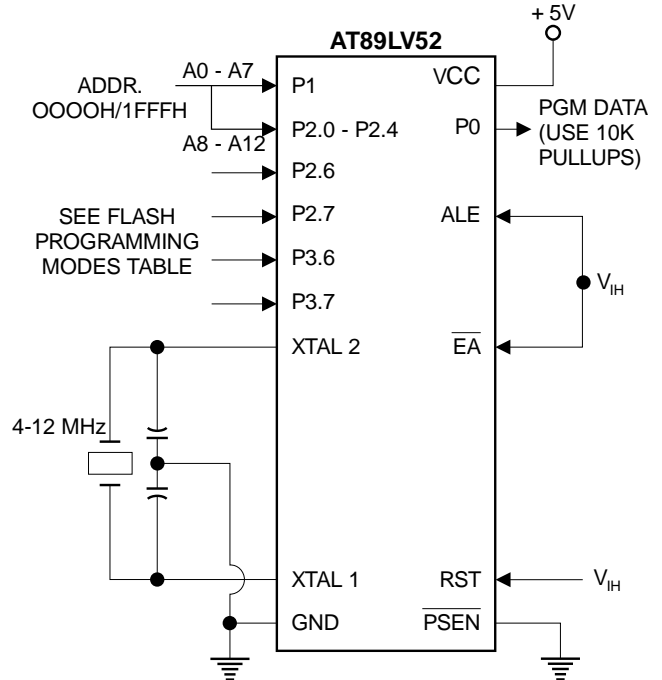 + 5V
AT89LV52
ADDR.
OOOOH/1FFFH
A0 - A7
P1
VCC
P2.0 - P2.4
P0
PGM DATA
(USE 10K
PULLUPS)
A8 - A12
P2.6
SEE FLASH
PROGRAMMING
MODES TABLE
P2.7
ALE
P3.6
VIH
P3.7
XTAL 2
EA
4-12 MHz
XTAL 1
RST
VIH
GND
PSEN